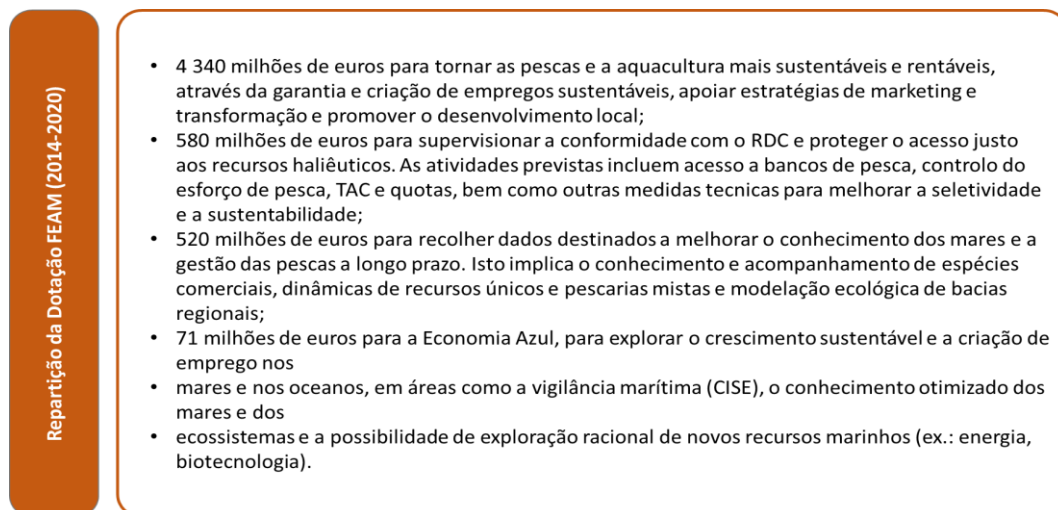 Repartição da Dotação FEAM (2014-2020)
• 4 340 milhões de euros para tornar as pescas e a aquacultura mais sustentáveis e rentáveis,
através da garantia e criação de empregos sustentáveis, apoiar estratégias de marketing e
transformação e promover o desenvolvimento local;
• 580 milhões de euros para supervisionar a conformidade com o RDC e proteger o acesso justo
aos recursos haliêuticos. As atividades previstas incluem acesso a bancos de pesca, controlo do
esforço de pesca, TAC e quotas, bem como outras medidas tecnicas para melhorar a seletividade
e a sustentabilidade;
• 520 milhões de euros para recolher dados destinados a melhorar o conhecimento dos mares e a
gestão das pescas a longo prazo. Isto implica o conhecimento e acompanhamento de espécies
comerciais, dinâmicas de recursos únicos e pescarias mistas e modelação ecológica de bacias
regionais;
• 71 milhões de euros para a Economia Azul, para explorar o crescimento sustentável e a criação de
emprego nos
• mares e nos oceanos, em áreas como a vigilância marítima (CISE), o conhecimento otimizado dos
mares e dos
• ecossistemas e a possibilidade de exploração racional de novos recursos marinhos (ex.: energia,
biotecnologia).